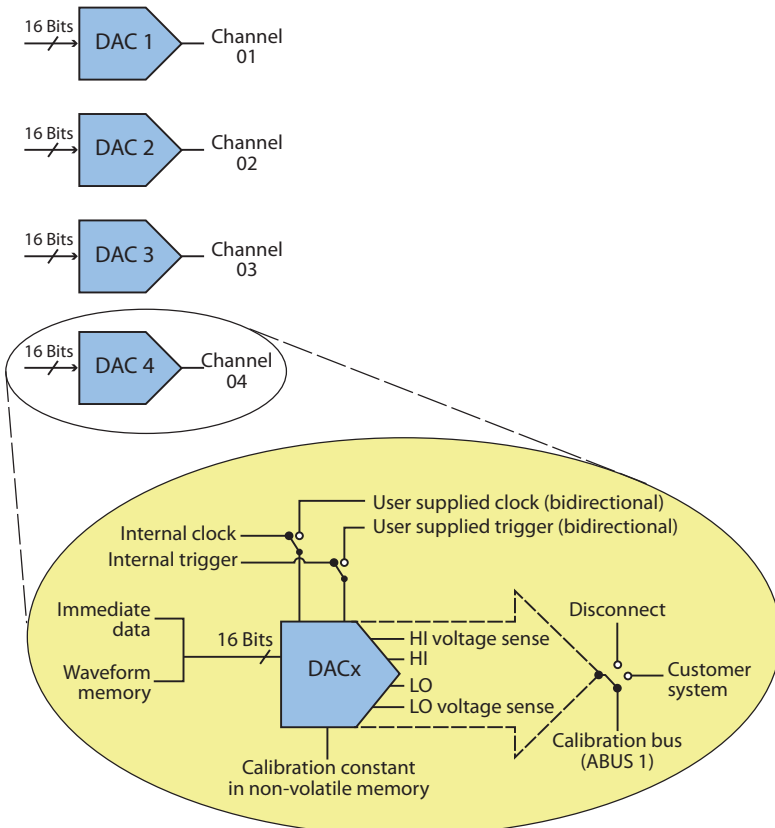 16 Bits
DAC 1
Channel
01
16 Bits
DAC 2
Channel
02
16 Bits
DAC 3
Channel
03
16 Bits
DAC 4
Channel
04
User supplied clock (bidirectional)
Internal clock
User supplied trigger (bidirectional)
Internal trigger
Immediate
data
Waveform
memory
16 Bits
DACx
HI voltage sense
HI
LO
LO voltage sense
Disconnect
Customer
system
Calibration bus
(ABUS 1)
Calibration constant
in non-volatile memory